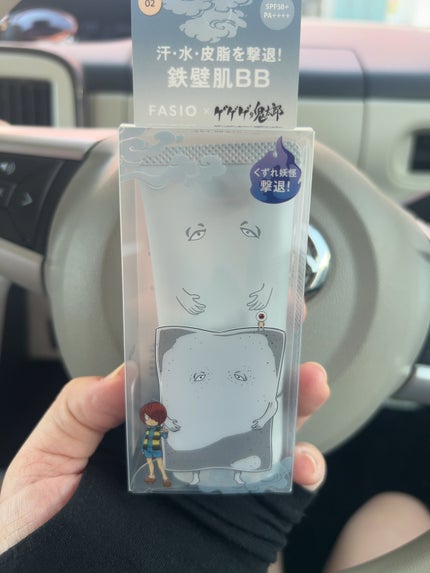 02
SPF50+
PA++++
汗・水・皮脂を撃退!
鉄壁肌BB
FASIO × ゲゲゲの鬼太郎
くずれ妖怪
撃退!